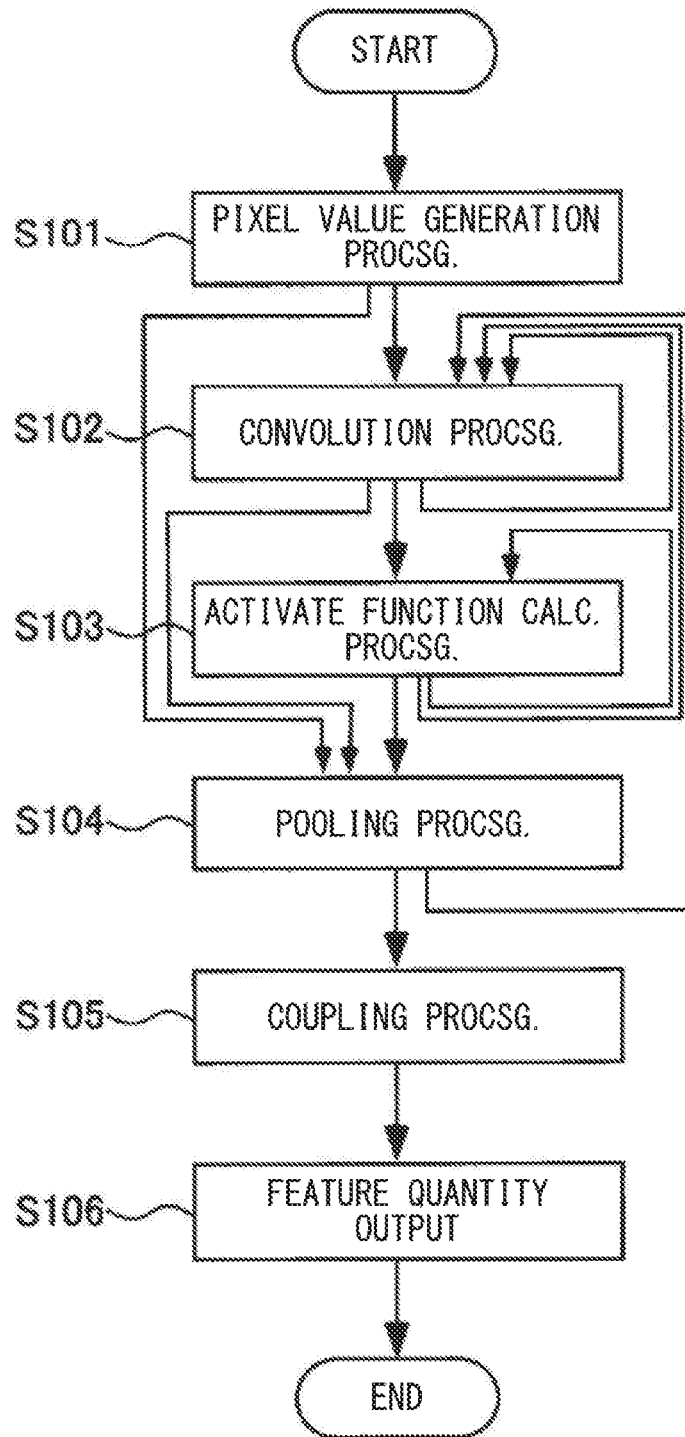 START
S101
PIXEL VALUE GENERATION
PROCSG.
S102
CONVOLUTION PROCSG.
S103
ACTIVATE FUNCTION CALC.
PROCSG.
S104
POOLING PROCSG.
S105
COUPLING PROCSG.
S106
FEATURE QUANTITY
OUTPUT
END